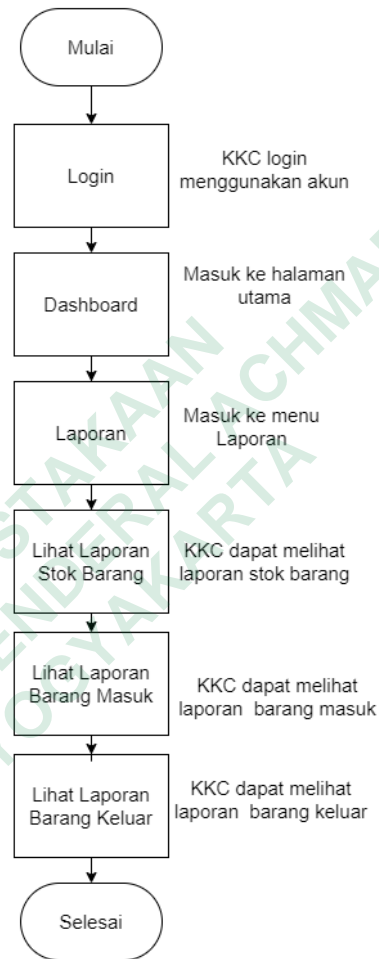 Mulai
Login
KKC login
menggunakan akun
Dashboard
Masuk ke halaman
utama
Laporan
Masuk ke menu
Laporan
Lihat Laporan
Stok Barang
KKC dapat melihat
laporan stok barang
Lihat Laporan
Barang Masuk
KKC dapat melihat
laporan barang masuk
Lihat Laporan
Barang Keluar
KKC dapat melihat
laporan barang keluar
Selesai
YOGYAKARTA